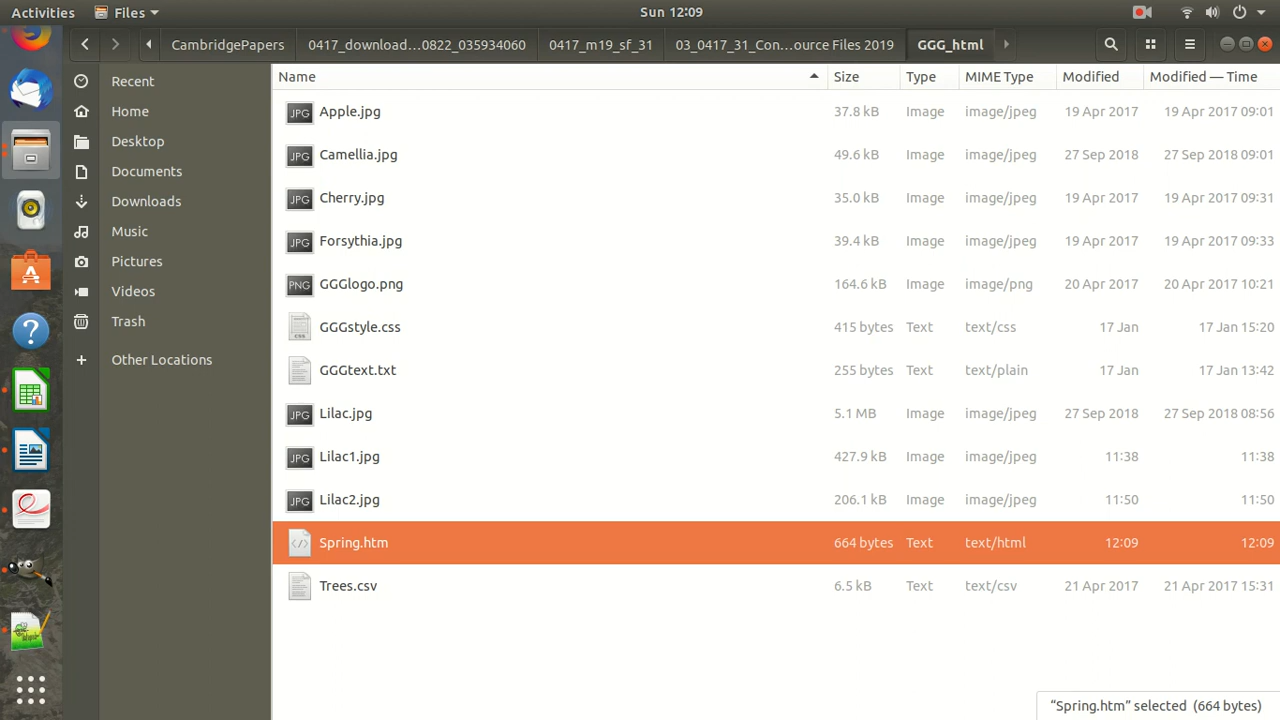 Activities Files Sun 12:09
CambridgePapers 0417_download…0822_035934060 0417_m19_sf_31 03_0417_31_Con…ource Files 2019 GGG_html
Name Size Type MIME Type Modified Modified — Time
Recent
Home
Desktop
Documents
Downloads
Music
Pictures
Videos
Trash
Other Locations
JPG Apple.jpg 37.8 kB Image image/jpeg 19 Apr 2017 19 Apr 2017 09:01
JPG Camellia.jpg 49.6 kB Image image/jpeg 27 Sep 2018 27 Sep 2018 09:01
JPG Cherry.jpg 35.0 kB Image image/jpeg 19 Apr 2017 19 Apr 2017 09:31
JPG Forsythia.jpg 39.4 kB Image image/jpeg 19 Apr 2017 19 Apr 2017 09:33
PNG GGGlogo.png 164.6 kB Image image/png 20 Apr 2017 20 Apr 2017 10:21
CSS GGGstyle.css 415 bytes Text text/css 17 Jan 17 Jan 15:20
GGGtext.txt 255 bytes Text text/plain 17 Jan 17 Jan 13:42
JPG Lilac.jpg 5.1 MB Image image/jpeg 27 Sep 2018 27 Sep 2018 08:56
JPG Lilac1.jpg 427.9 kB Image image/jpeg 11:38 11:38
JPG Lilac2.jpg 206.1 kB Image image/jpeg 11:50 11:50
</> Spring.htm 664 bytes Text text/html 12:09 12:09
Trees.csv 6.5 kB Text text/csv 21 Apr 2017 21 Apr 2017 15:31
“Spring.htm” selected (664 bytes)